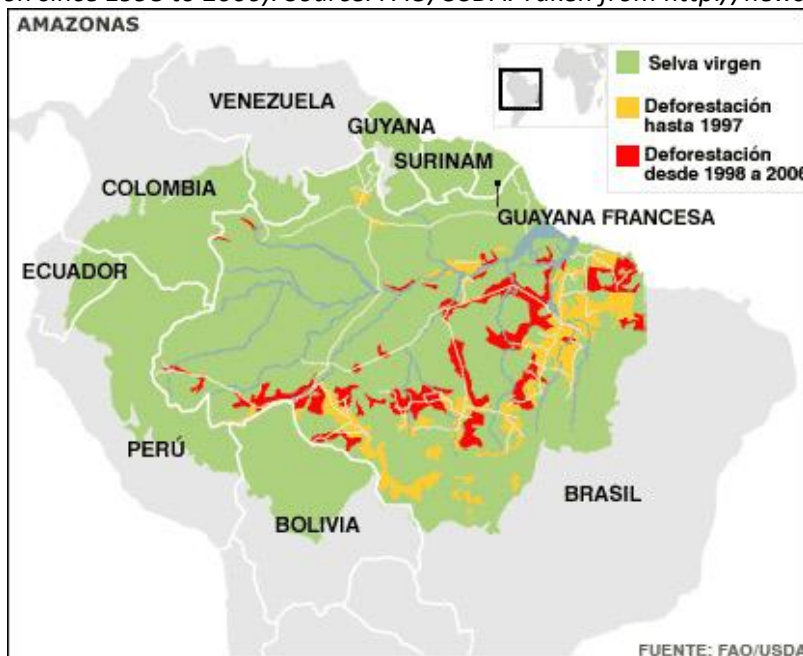 AMAZONAS
Selva virgen
Deforestación
hasta 1997
Deforestación
desde 1998 a 2006
VENEZUELA
GUYANA
SURINAM
COLOMBIA
GUAYANA FRANCESA
ECUADOR
PERÚ
BRASIL
BOLIVIA
FUENTE: FAO/USDA